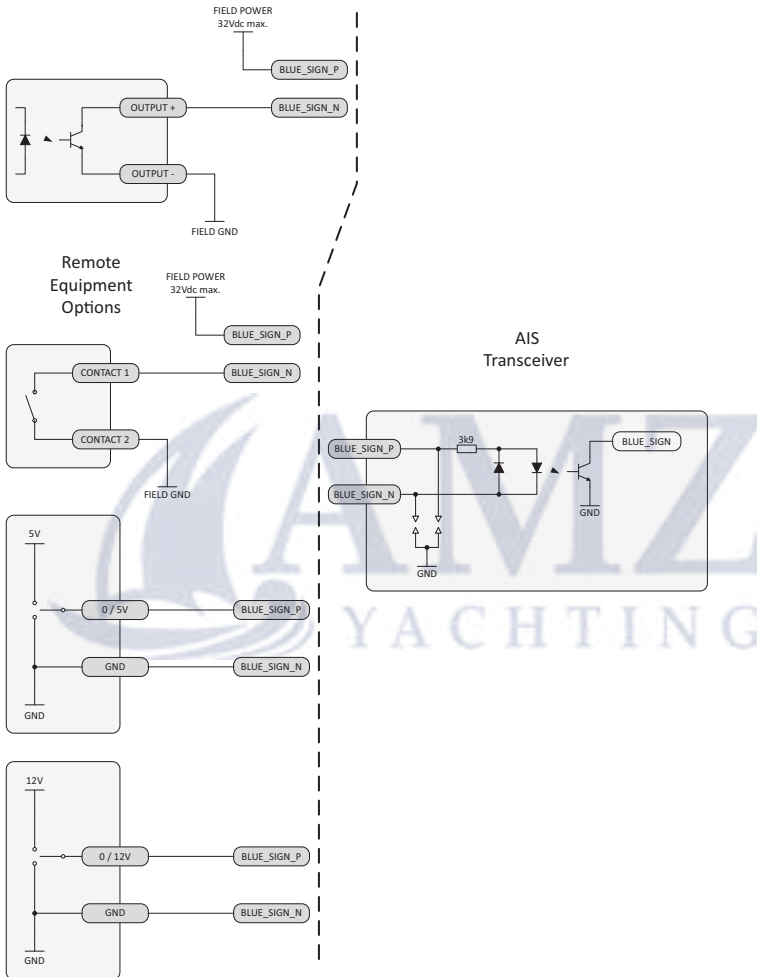 FIELD POWER
32Vdc max.
BLUE_SIGN_P
OUTPUT +
BLUE_SIGN_N
OUTPUT -
FIELD GND
Remote
Equipment
Options
FIELD POWER
32Vdc max.
BLUE_SIGN_P
CONTACT 1
BLUE_SIGN_N
CONTACT 2
FIELD GND
5V
0 / 5V
BLUE_SIGN_P
GND
BLUE_SIGN_N
GND
12V
0 / 12V
BLUE_SIGN_P
GND
BLUE_SIGN_N
GND
AIS
Transceiver
BLUE_SIGN_P
3k9
BLUE_SIGN
BLUE_SIGN_N
GND
GND
AMZ
YACHTING